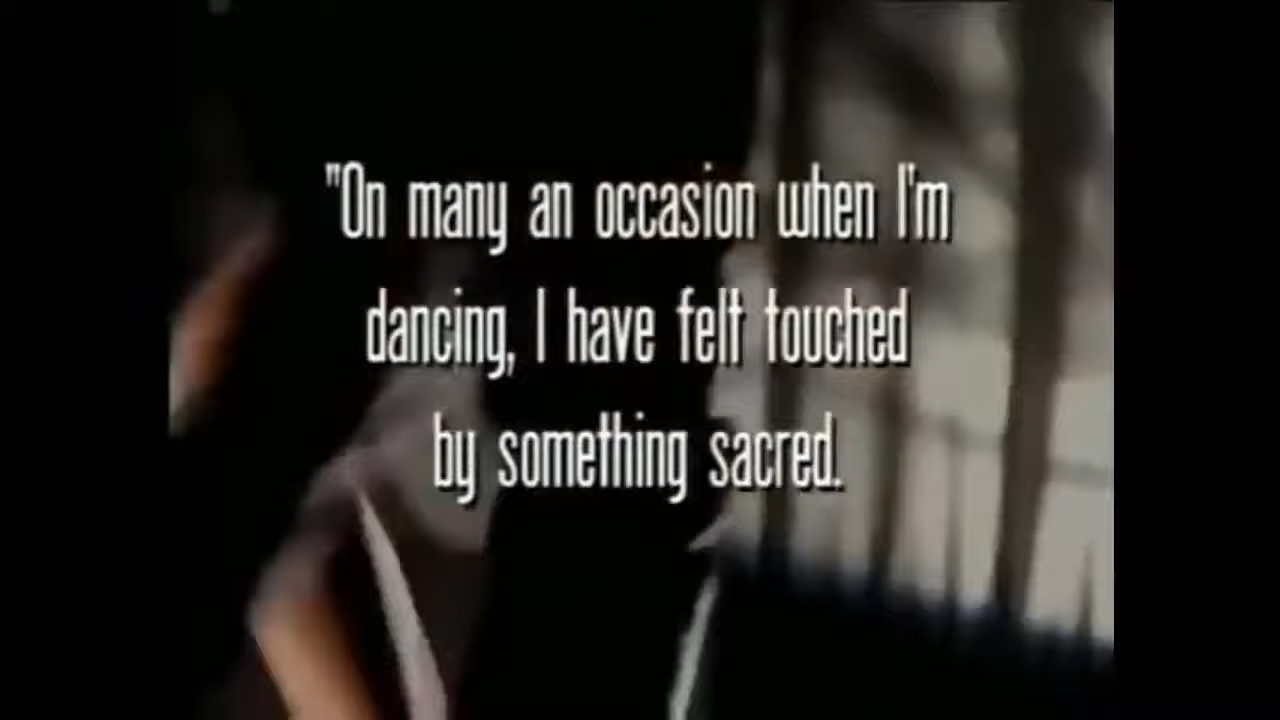 "On many an occasion when I'm
dancing, I have felt touched
by something sacred.